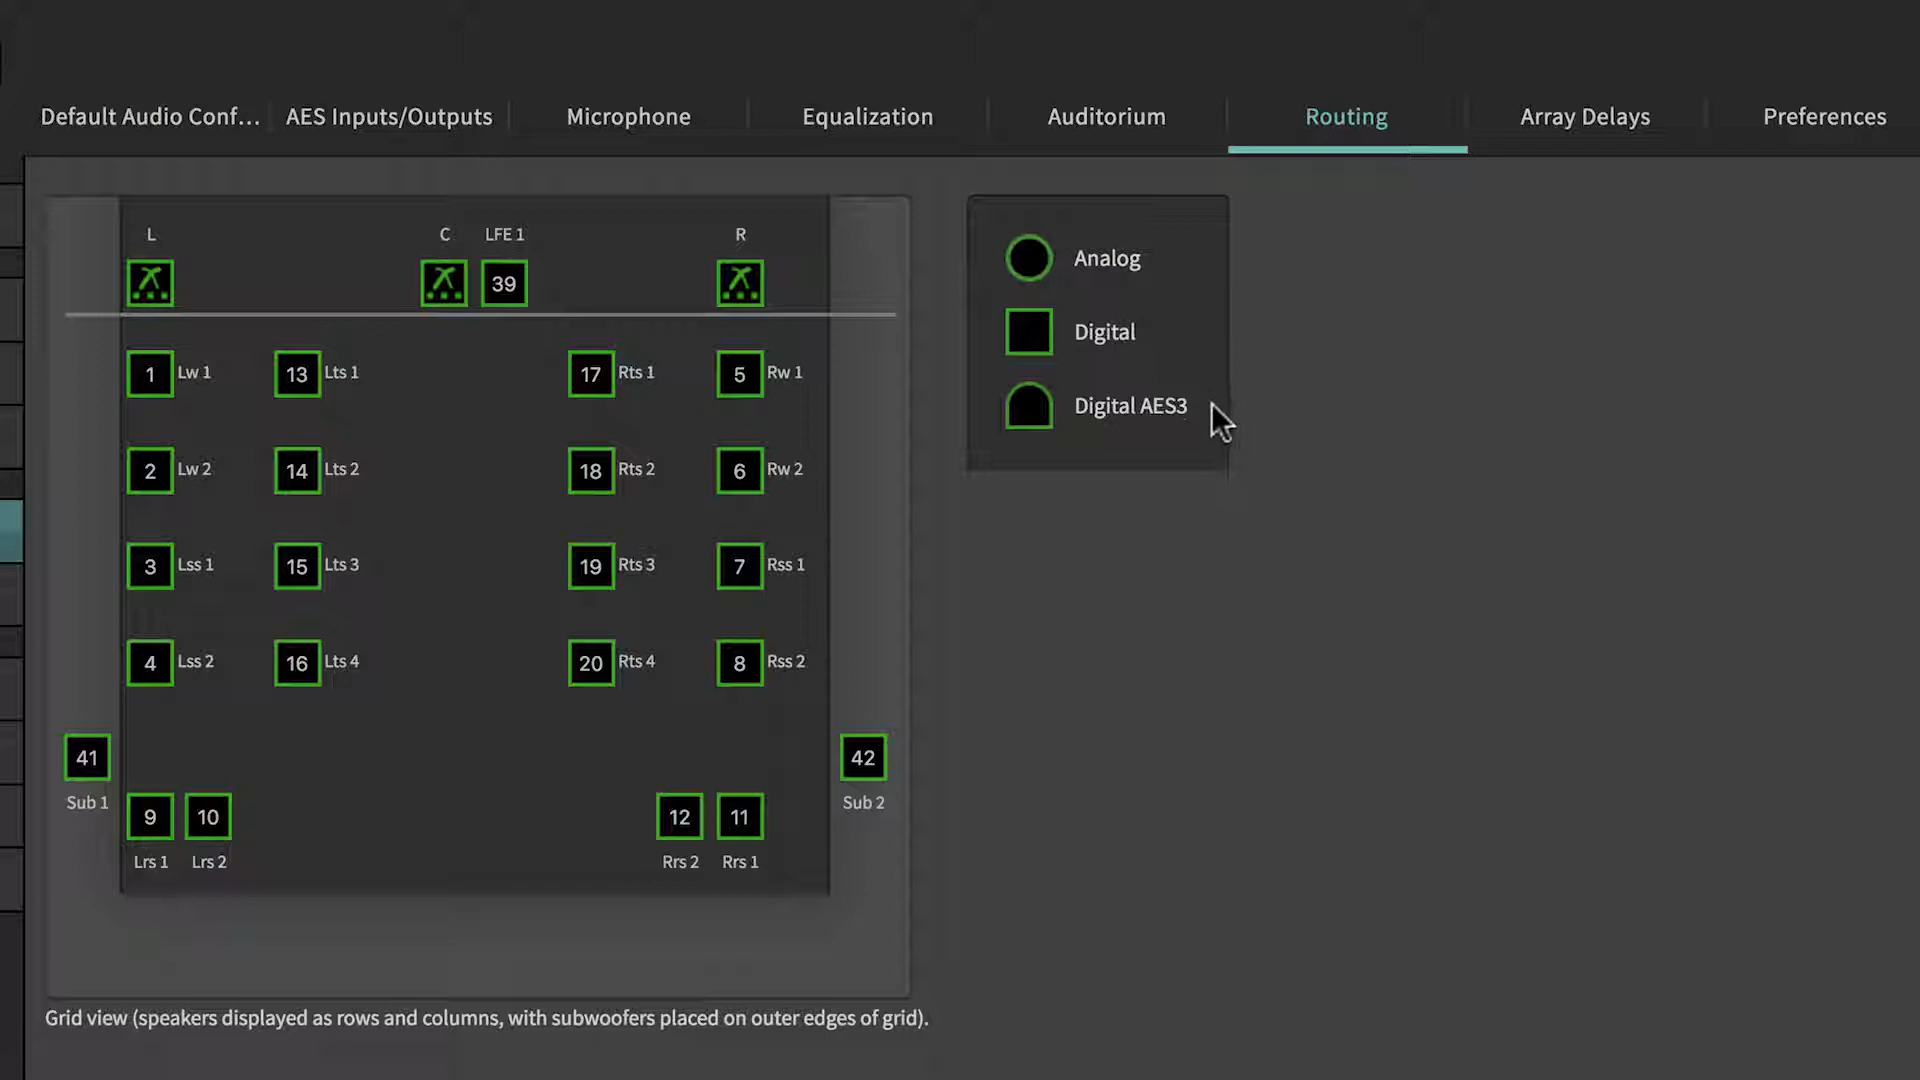 Default Audio Conf...
AES Inputs/Outputs
Microphone
Equalization
Auditorium
Routing
Array Delays
Preferences
L
C
LFE 1
R
39
1 Lw 1
13 Lts 1
17 Rts 1
5 Rw 1
2 Lw 2
14 Lts 2
18 Rts 2
6 Rw 2
3 Lss 1
15 Lts 3
19 Rts 3
7 Rss 1
4 Lss 2
16 Lts 4
20 Rts 4
8 Rss 2
41
Sub 1
42
Sub 2
9
10
12
11
Lrs 1
Lrs 2
Rrs 2
Rrs 1
Analog
Digital
Digital AES3
Grid view (speakers displayed as rows and columns, with subwoofers placed on outer edges of grid).